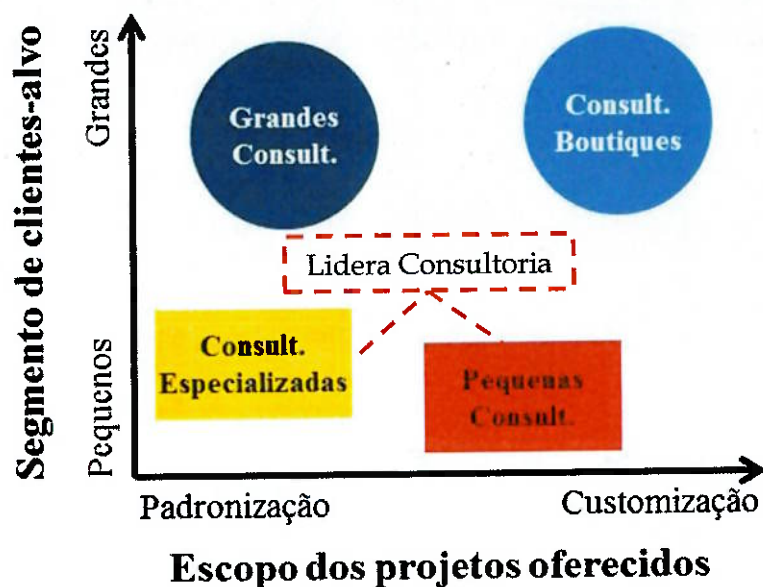 Segmento de clientes-alvo
Grandes
Pequenos
Grandes
Consult.
Consult.
Boutiques
Lidera Consultoria
Consult.
Especializadas
Pequenas
Consult.
Padronização
Customização
Escopo dos projetos oferecidos